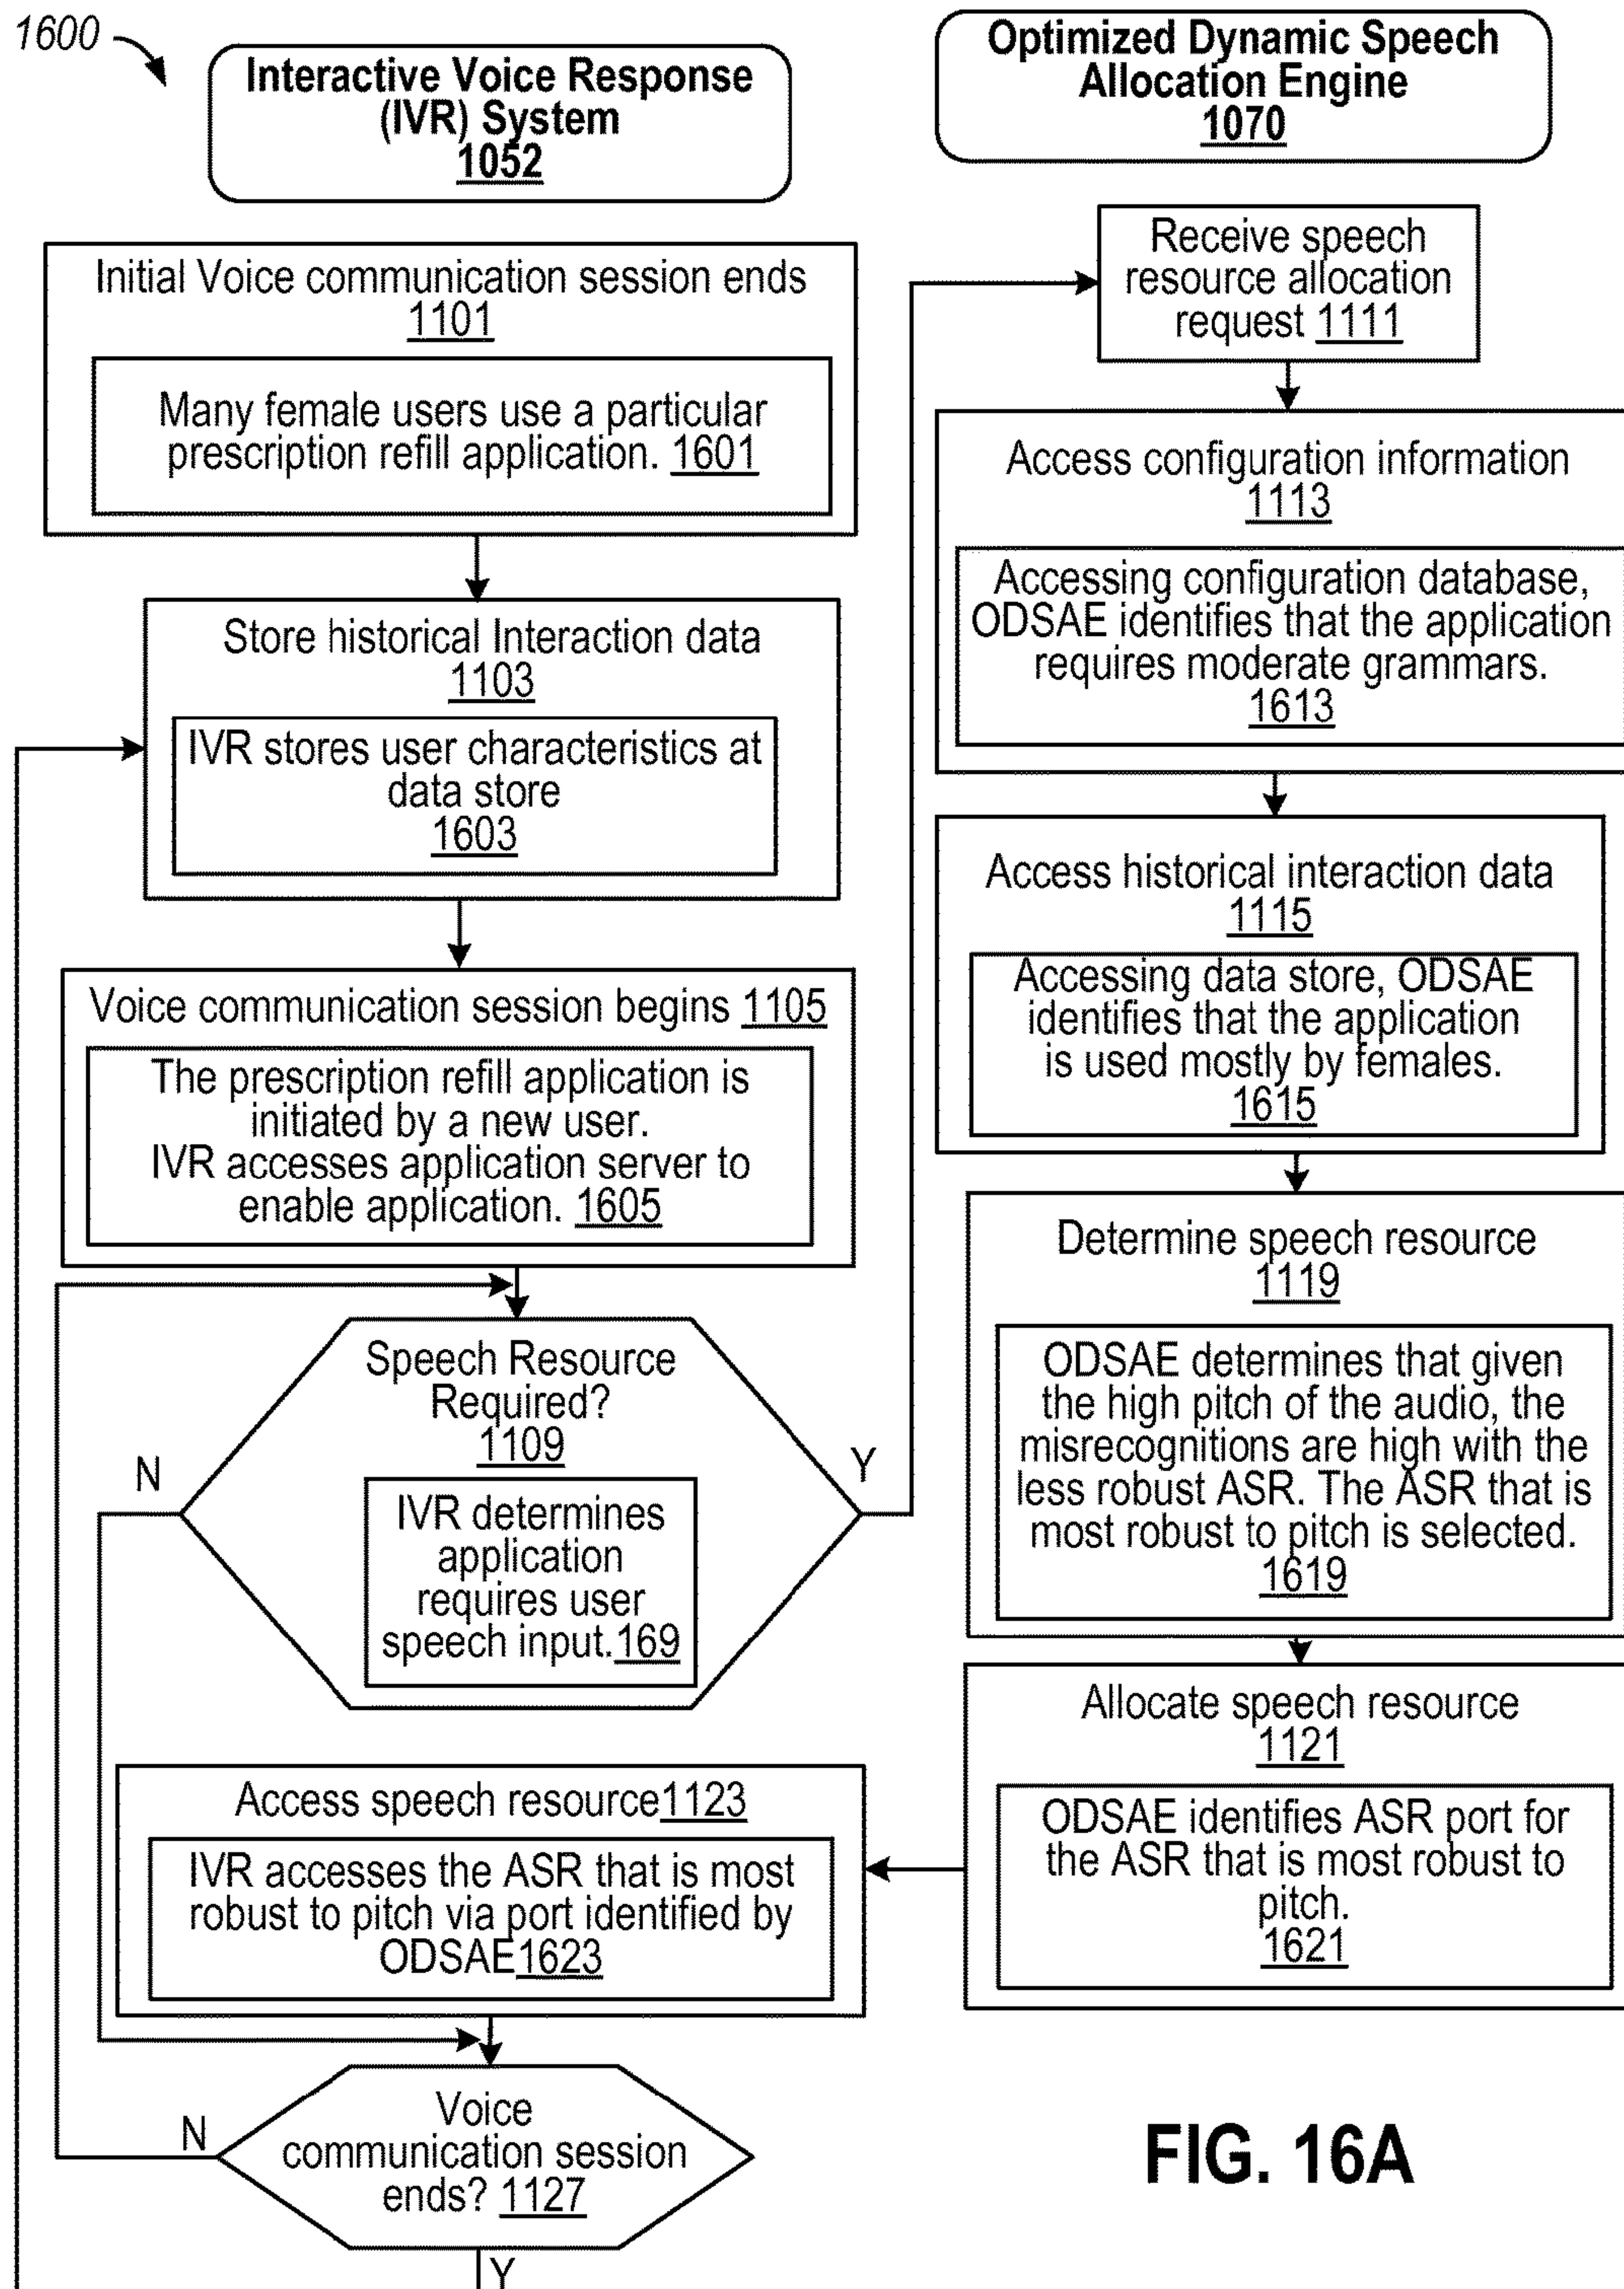 1600
Interactive Voice Response
(IVR) System
1052
Initial Voice communication session ends
1101
Many female users use a particular
prescription refill application. 1601
Store historical Interaction data
1103
IVR stores user characteristics at
data store
1603
Voice communication session begins 1105
The prescription refill application is
initiated by a new user.
IVR accesses application server to
enable application. 1605
Speech Resource
Required?
1109
N
Y
IVR determines
application
requires user
speech input.169
Access speech resource1123
IVR accesses the ASR that is most
robust to pitch via port identified by
ODSAE1623
Voice
communication session
ends? 1127
N
Y
Optimized Dynamic Speech
Allocation Engine
1070
Receive speech
resource allocation
request 1111
Access configuration information
1113
Accessing configuration database,
ODSAE identifies that the application
requires moderate grammars.
1613
Access historical interaction data
1115
Accessing data store, ODSAE
identifies that the application
is used mostly by females.
1615
Determine speech resource
1119
ODSAE determines that given
the high pitch of the audio, the
misrecognitions are high with the
less robust ASR. The ASR that is
most robust to pitch is selected.
1619
Allocate speech resource
1121
ODSAE identifies ASR port for
the ASR that is most robust to
pitch.
1621
FIG. 16A